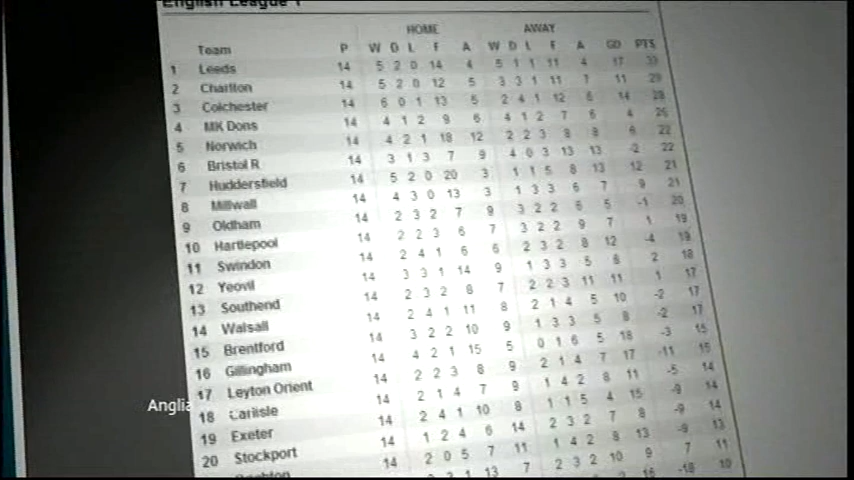 English League 1
HOME AWAY
Team P W D L F A W D L F A GD PTS
1 Leeds 14 5 2 0 14 4 5 1 1 11 4 17 33
2 Charlton 14 5 2 0 12 5 3 3 1 11 7 11 29
3 Colchester 14 6 0 1 13 5 2 4 1 12 6 14 28
4 MK Dons 14 4 1 2 9 6 4 1 2 7 6 4 26
5 Norwich 14 4 2 1 18 12 2 2 3 8 8 6 22
6 Bristol R 14 3 1 3 7 9 4 0 3 13 13 -2 22
7 Huddersfield 14 5 2 0 20 3 1 1 5 8 13 12 21
8 Millwall 14 4 3 0 13 3 1 3 3 6 7 9 21
9 Oldham 14 2 3 2 7 9 3 2 2 6 5 -1 20
10 Hartlepool 14 2 2 3 6 7 3 2 2 9 7 1 19
11 Swindon 14 2 4 1 6 6 2 3 2 8 12 -4 19
12 Yeovil 14 3 3 1 14 9 1 3 3 5 8 2 18
13 Southend 14 2 3 2 8 7 2 2 3 11 11 1 17
14 Walsall 14 2 4 1 11 8 2 1 4 5 10 -2 17
15 Brentford 14 3 2 2 10 9 1 3 3 5 8 -2 17
16 Gillingham 14 4 2 1 15 5 0 1 6 5 18 -3 15
17 Leyton Orient 14 2 2 3 8 9 2 1 4 7 17 -11 15
Anglia
18 Carlisle 14 2 1 4 7 9 1 4 2 8 11 -5 14
19 Exeter 14 2 4 1 10 8 1 1 5 4 15 -9 14
20 Stockport 14 1 2 4 6 14 2 3 2 7 8 -9 14
Brighton 14 2 0 5 7 11 1 4 2 8 13 -9 13